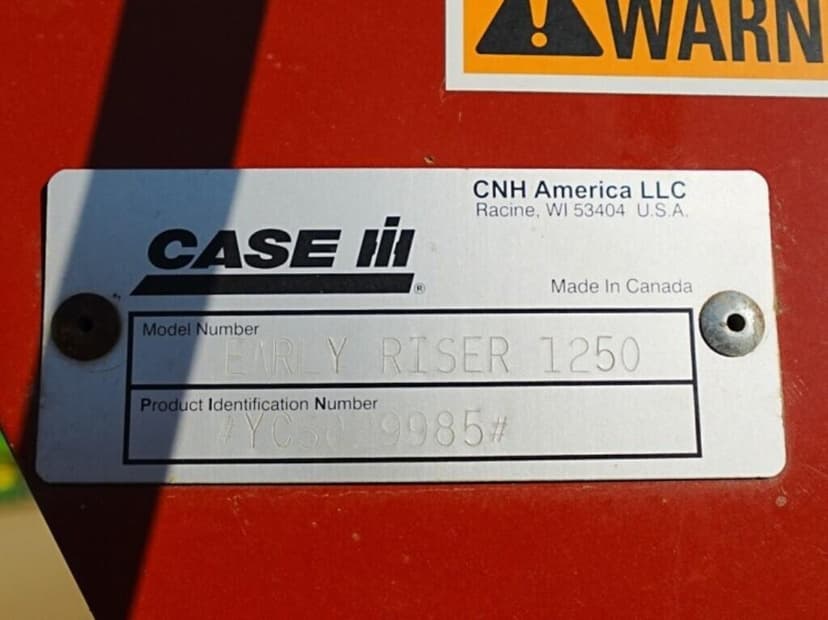 WARN
CNH America LLC
Racine, WI 53404 U.S.A.
CASE IH
®
Made In Canada
Model Number
EARLY RISER 1250
Product Identification Number